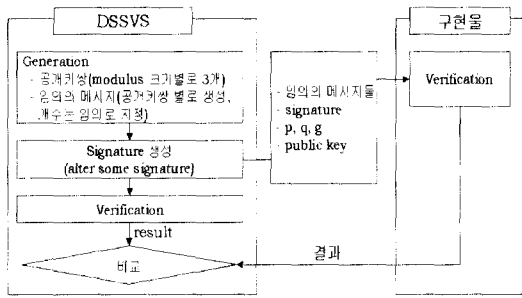 DSSVS
구현물
Generation
- 공개키쌍(modulus 크기별로 3개)
- 임의의 메시지(공개키쌍 별로 생성,
개수는 임의로 지정)
Signature 생성
(alter some signature)
Verification
result
비교
- 임의의 메시지들
- signature
- p, q, g
- public key
Verification
결과